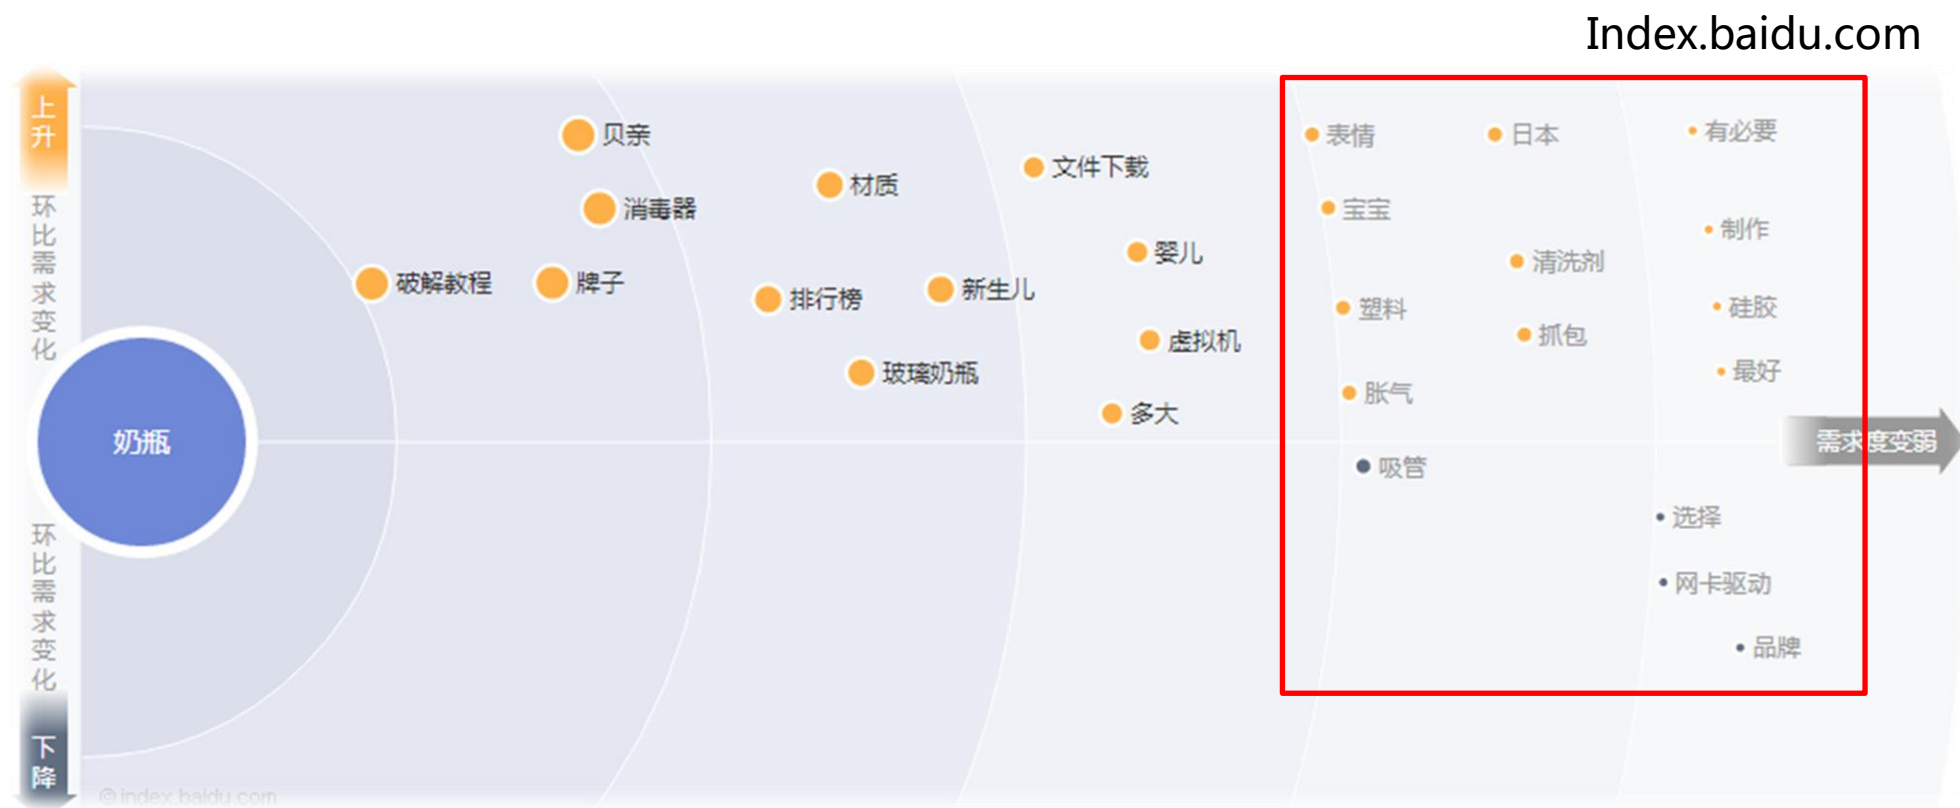 Index.baidu.com
上升
环比需求变化
贝亲
消毒器
破解教程
牌子
材质
排行榜
新生儿
玻璃奶瓶
文件下载
婴儿
虚拟机
多大
表情
日本
有必要
宝宝
制作
清洗剂
塑料
抓包
硅胶
胀气
最好
奶瓶
需求度变弱
吸管
选择
网卡驱动
品牌
环比需求变化
下降
© index.baidu.com